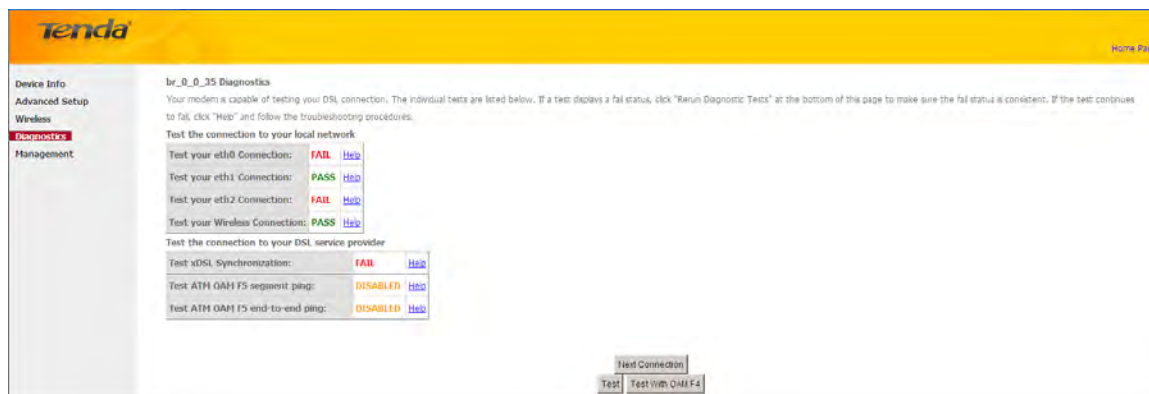 Tenda
Home Pa
Device Info
Advanced Setup
Wireless
Diagnostics
Management
br_0_0_35 Diagnostics
Your modem is capable of testing your DSL connection. The individual tests are listed below. If a test displays a fail status, click "Rerun Diagnostic Tests" at the bottom of this page to make sure the fail status is consistent. If the test continues
to fail, click "Help" and follow the troubleshooting procedures.
Test the connection to your local network
Test your eth0 Connection: FAIL Help
Test your eth1 Connection: PASS Help
Test your eth2 Connection: FAIL Help
Test your Wireless Connection: PASS Help
Test the connection to your DSL service provider
Test xDSL Synchronization: FAIL Help
Test ATM OAM F5 segment ping: DISABLED Help
Test ATM OAM F5 end-to-end ping: DISABLED Help
Next Connection
Test Test With OAM F4